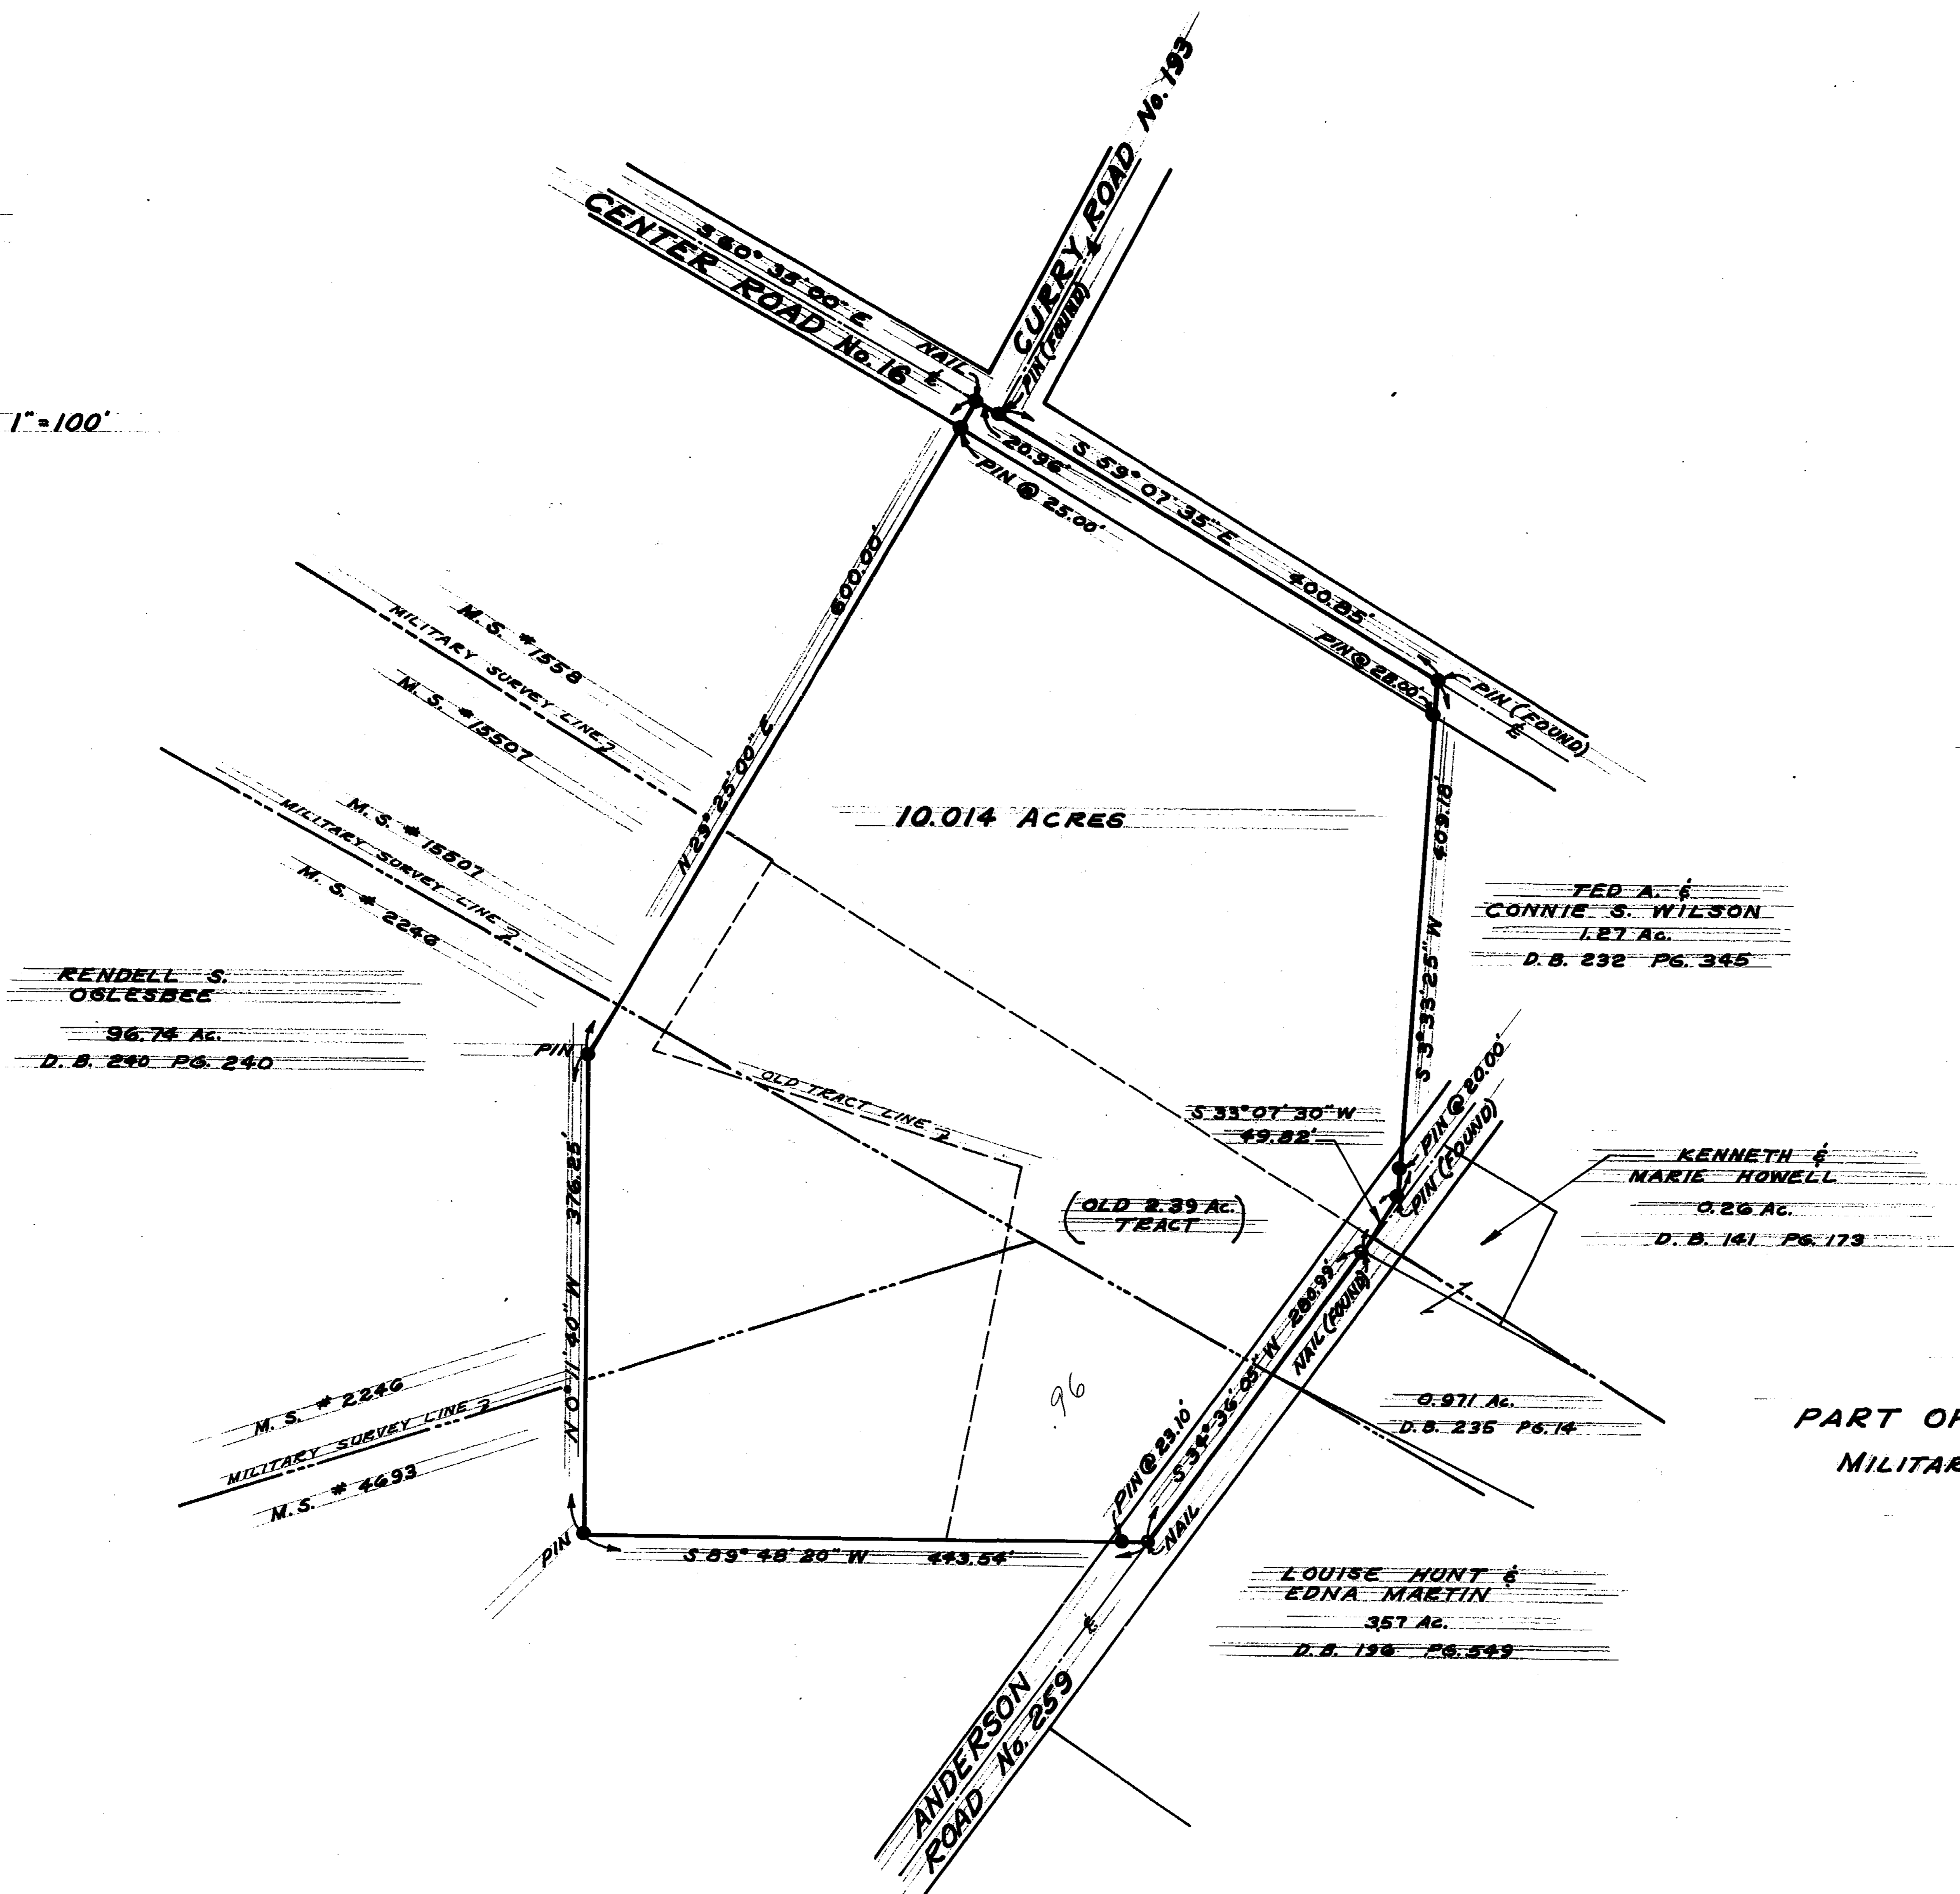 CURRY ROAD No. 193
PIN (FOUND)
S 60° 35' 00" E
CENTER ROAD No. 16
NAIL
1" = 100'
20.96'
PIN @ 25.00'
S 59° 07' 35" E 400.85'
PIN @ 28.00'
PIN (FOUND)
N 29° 25' 00" E 600.00'
M. S. # 1558
MILITARY SURVEY LINE
M. S. # 15507
M. S. # 15507
MILITARY SURVEY LINE
M. S. # 2246
10.014 ACRES
S 3° 33' 25" W 409.18'
TED A. &
CONNIE S. WILSON
1.27 Ac.
D. B. 232 PG. 345
RENDELL S.
OGLESBEE
96.74 Ac.
D. B. 240 PG. 240
PIN
OLD TRACT LINE
S 33° 07' 30" W
49.82'
PIN @ 20.00'
PIN (FOUND)
KENNETH &
MARIE HOWELL
0.26 Ac.
D. B. 141 PG. 173
(OLD 2.39 Ac.
TRACT)
N 0° 11' 40" W 376.25'
S 34° 36' 05" W 280.99'
NAIL (FOUND)
M. S. # 2246
MILITARY SURVEY LINE
M. S. # 4693
.96
PIN @ 23.10'
0.971 Ac.
D. B. 235 PG. 14
PART OF
MILITAR
NAIL
PIN
S 89° 48' 20" W 443.54'
LOUISE HUNT &
EDNA MARTIN
357 Ac.
D. B. 196 PG. 549
ANDERSON
ROAD No. 259